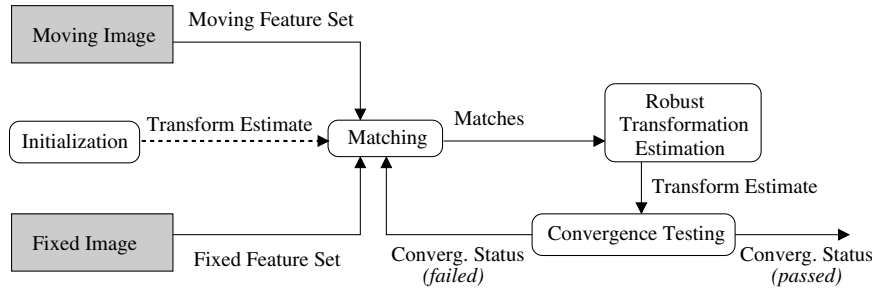 Moving Feature Set
Moving Image
Initialization
Transform Estimate
Matching
Matches
Robust
Transformation
Estimation
Transform Estimate
Fixed Image
Fixed Feature Set
Converg. Status
(failed)
Convergence Testing
Converg. Status
(passed)